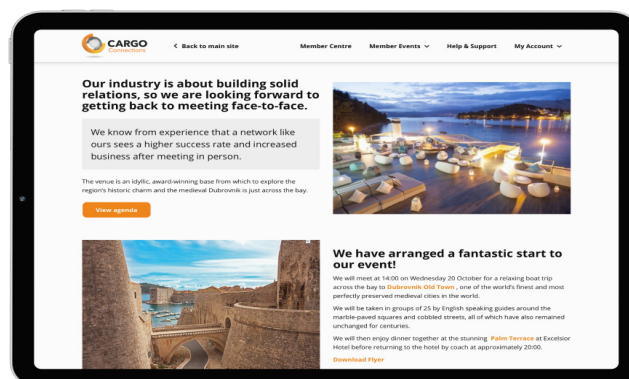 CARGO
Connections
Back to main site
Member Centre
Member Events
Help & Support
My Account
Our industry is about building solid
relations, so we are looking forward to
getting back to meeting face-to-face.
We know from experience that a network like
ours sees a higher success rate and increased
business after meeting in person.
The venue is an idyllic, award-winning base from which to explore the
region's historic charm and the medieval Dubrovnik is just across the bay.
View agenda
We have arranged a fantastic start to
our event!
We will meet at 14:00 on Wednesday 20 October for a relaxing boat trip
across the bay to Dubrovnik Old Town , one of the world's finest and most
perfectly preserved medieval cities in the world.
We will be taken in groups of 25 by English speaking guides around the
marble-paved squares and cobbled streets, all of which have also remained
unchanged for centuries.
We will then enjoy dinner together at the stunning Palm Terrace at Excelsior
Hotel before returning to the hotel by coach at approximately 20:00.
Download Flyer